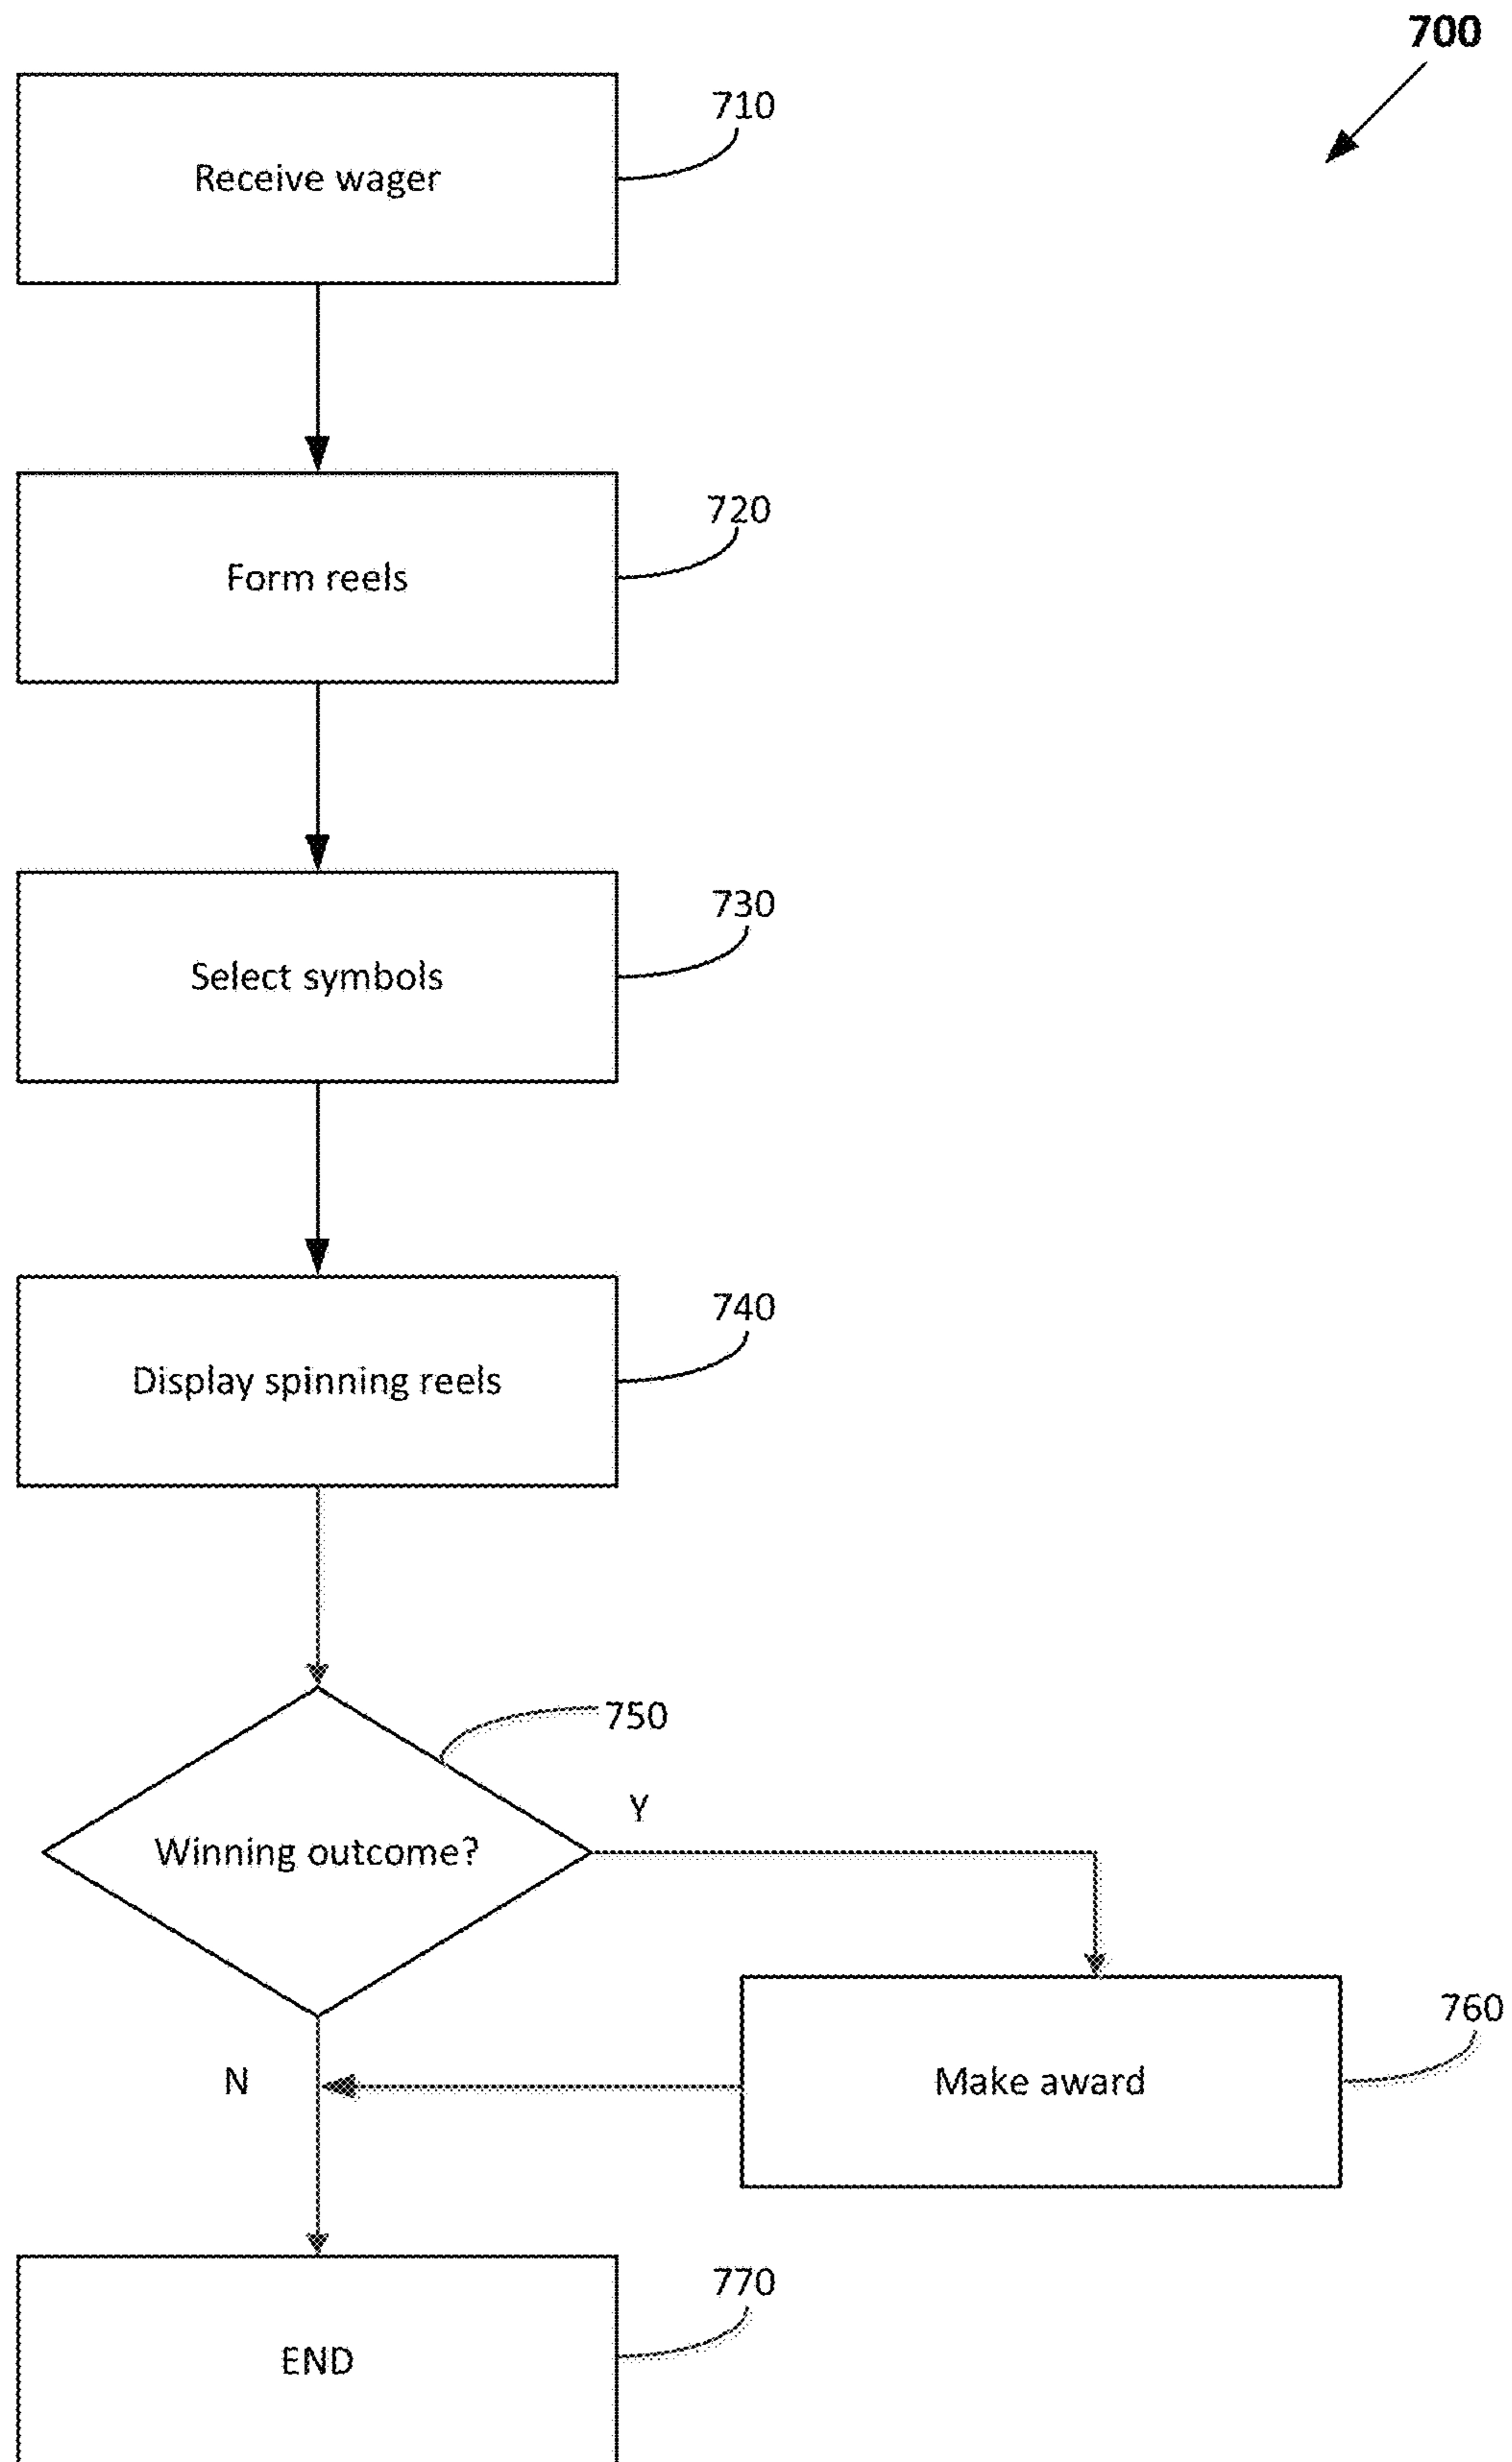 700
710
Receive wager
720
Form reels
730
Select symbols
740
Display spinning reels
750
Winning outcome?
Y
760
N
Make award
770
END